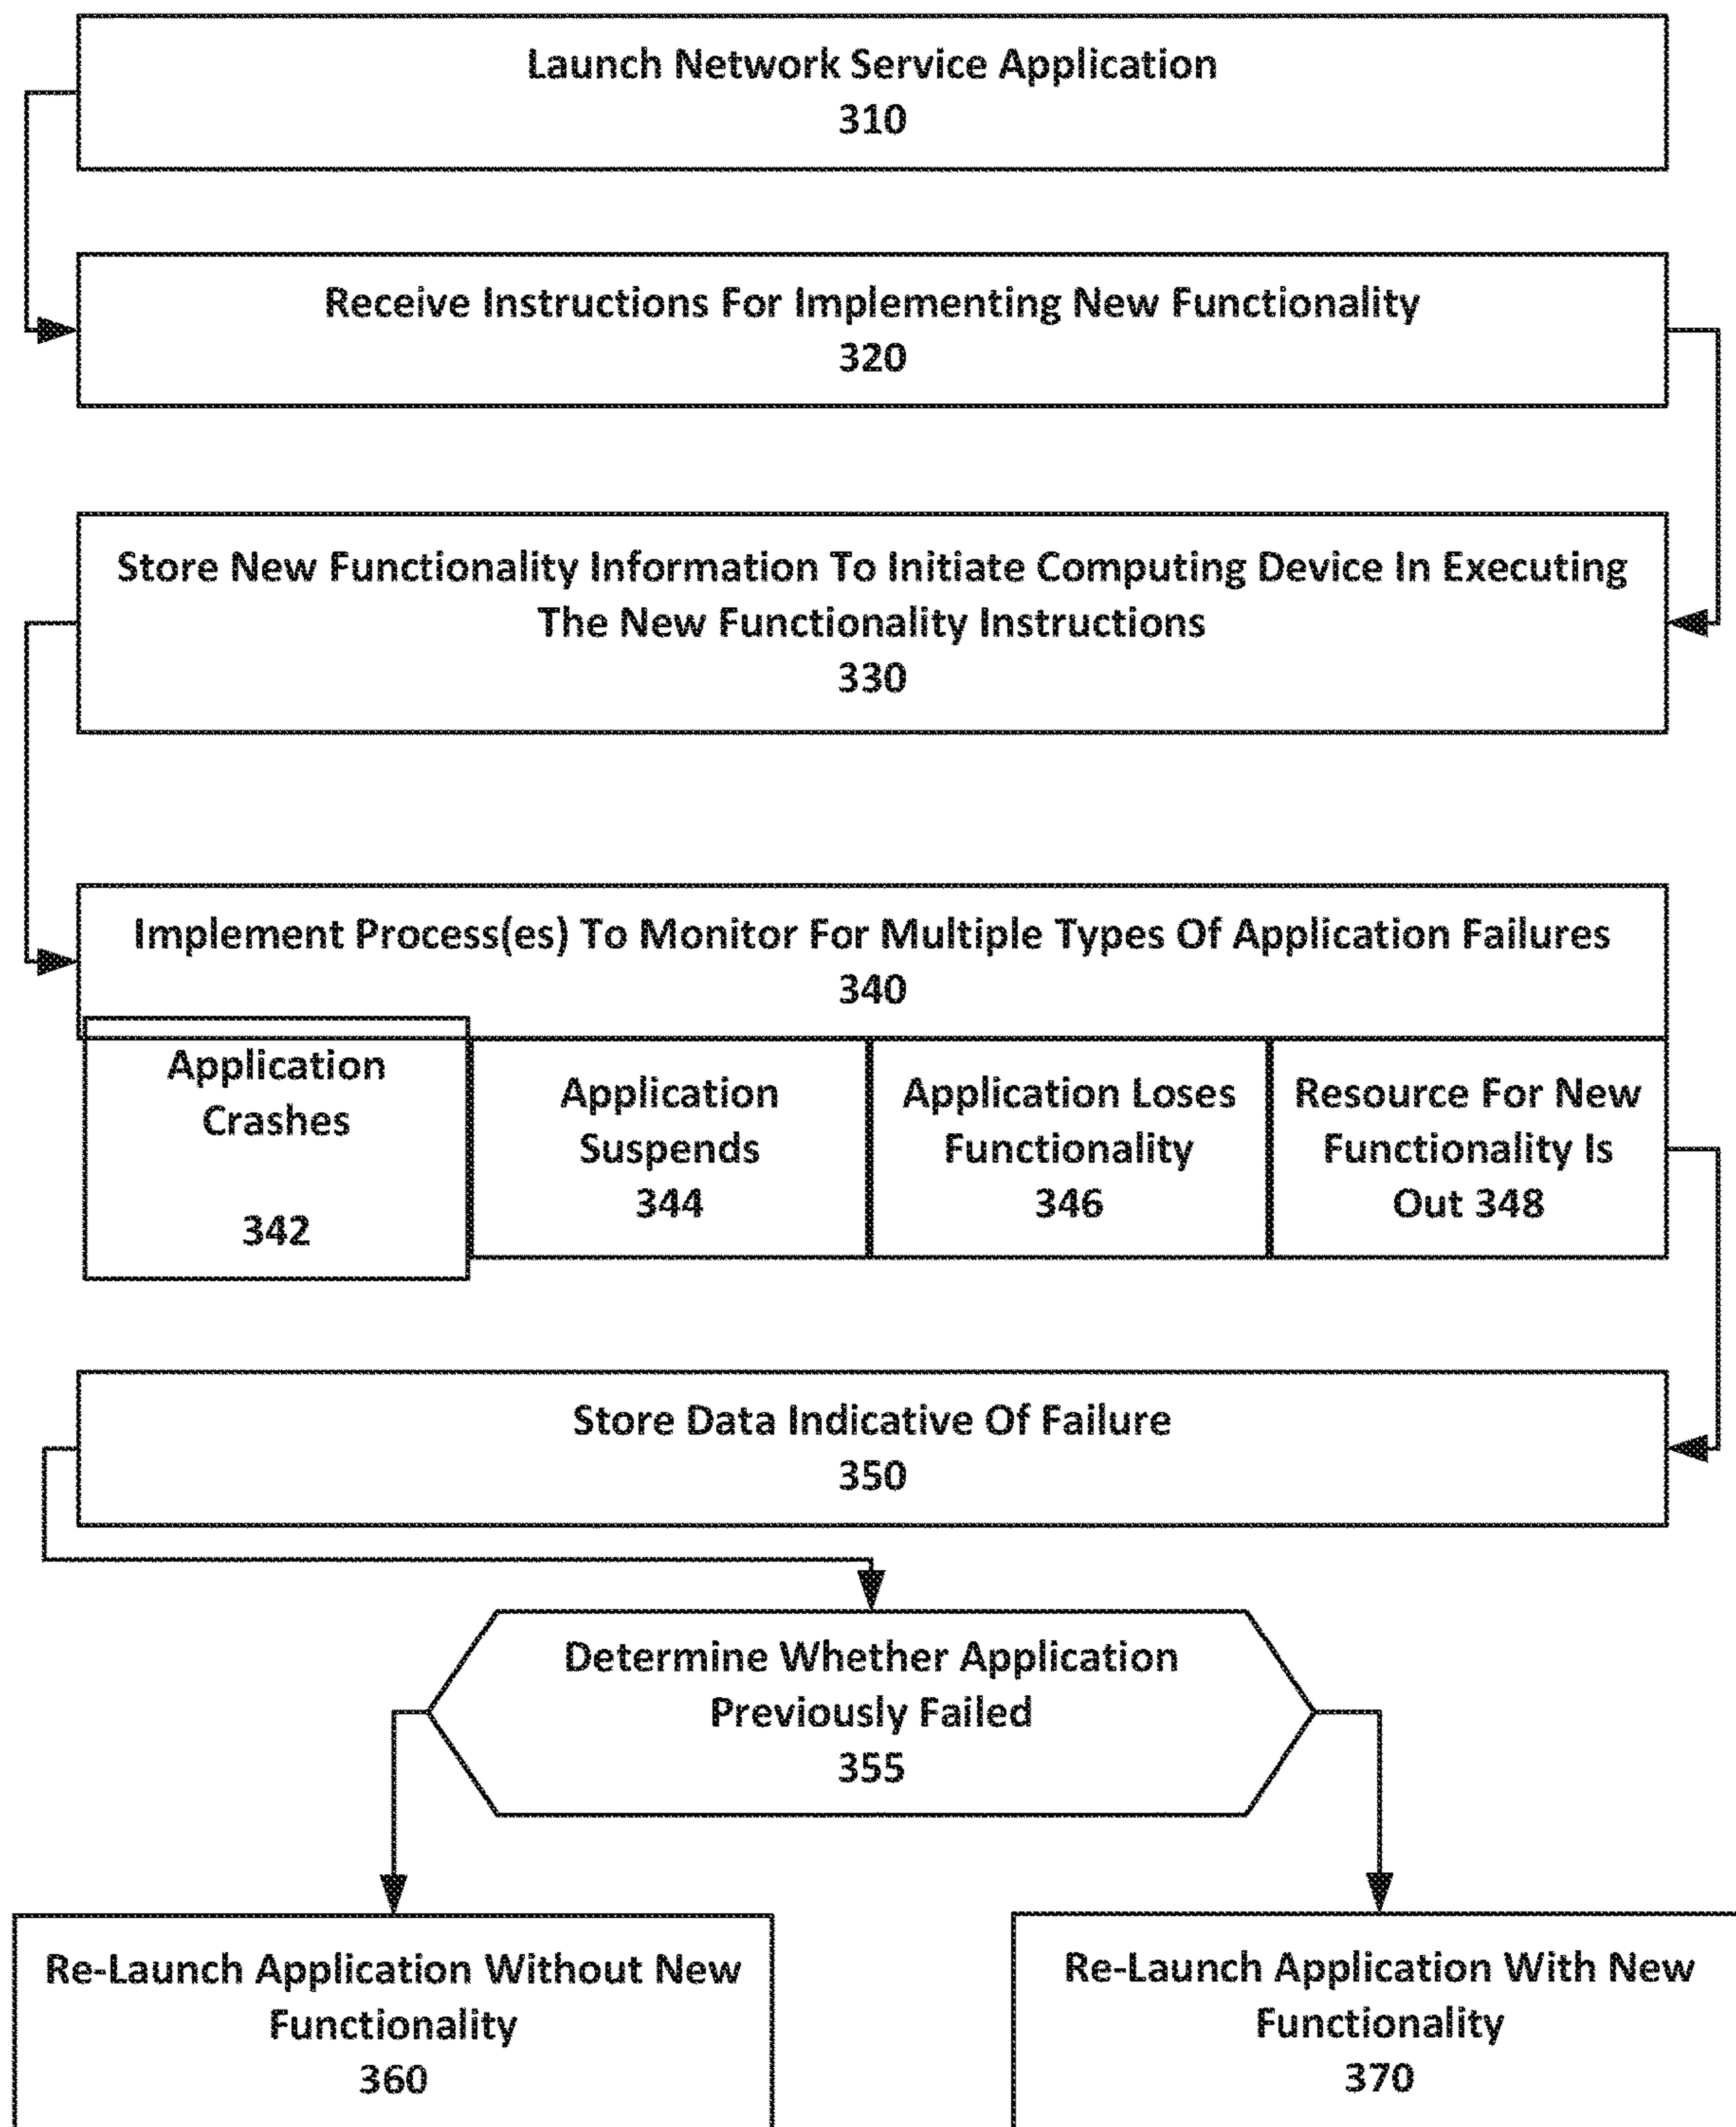 Launch Network Service Application
310
Receive Instructions For Implementing New Functionality
320
Store New Functionality Information To Initiate Computing Device In Executing
The New Functionality Instructions
330
Implement Process(es) To Monitor For Multiple Types Of Application Failures
340
Application
Crashes
342
Application
Suspends
344
Application Loses
Functionality
346
Resource For New
Functionality Is
Out 348
Store Data Indicative Of Failure
350
Determine Whether Application
Previously Failed
355
Re-Launch Application Without New
Functionality
360
Re-Launch Application With New
Functionality
370